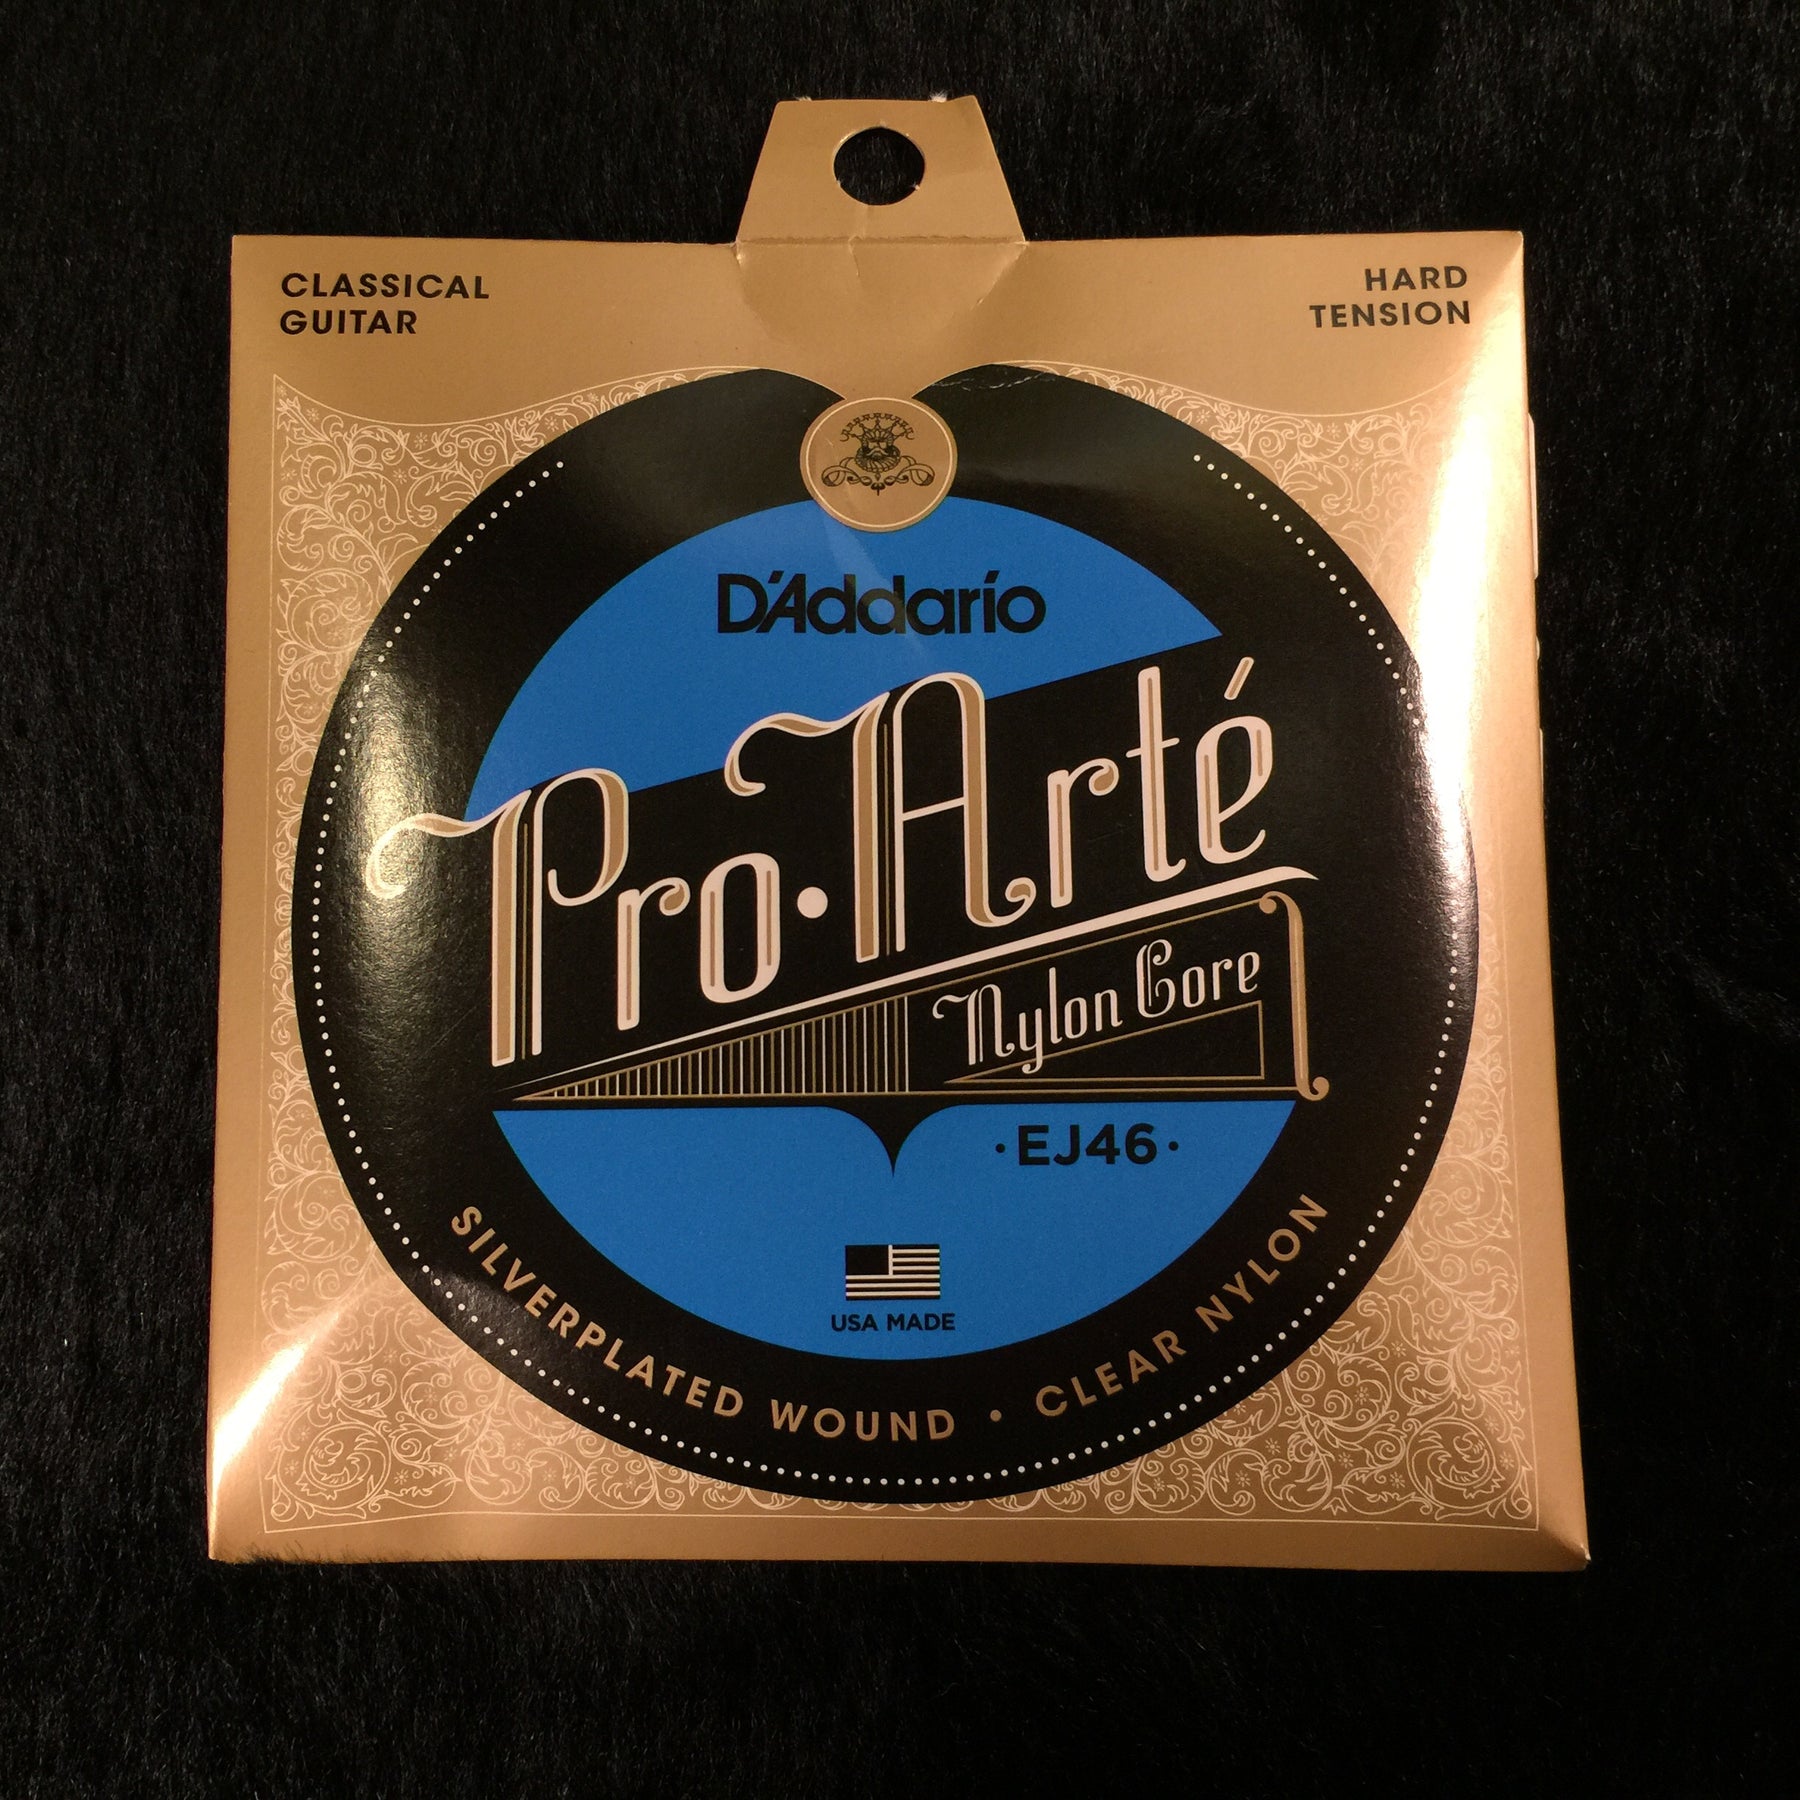 CLASSICAL
GUITAR
HARD
TENSION
D'Addario
Pro·Arté
Nylon Core
·EJ46·
USA MADE
SILVERPLATED WOUND · CLEAR NYLON